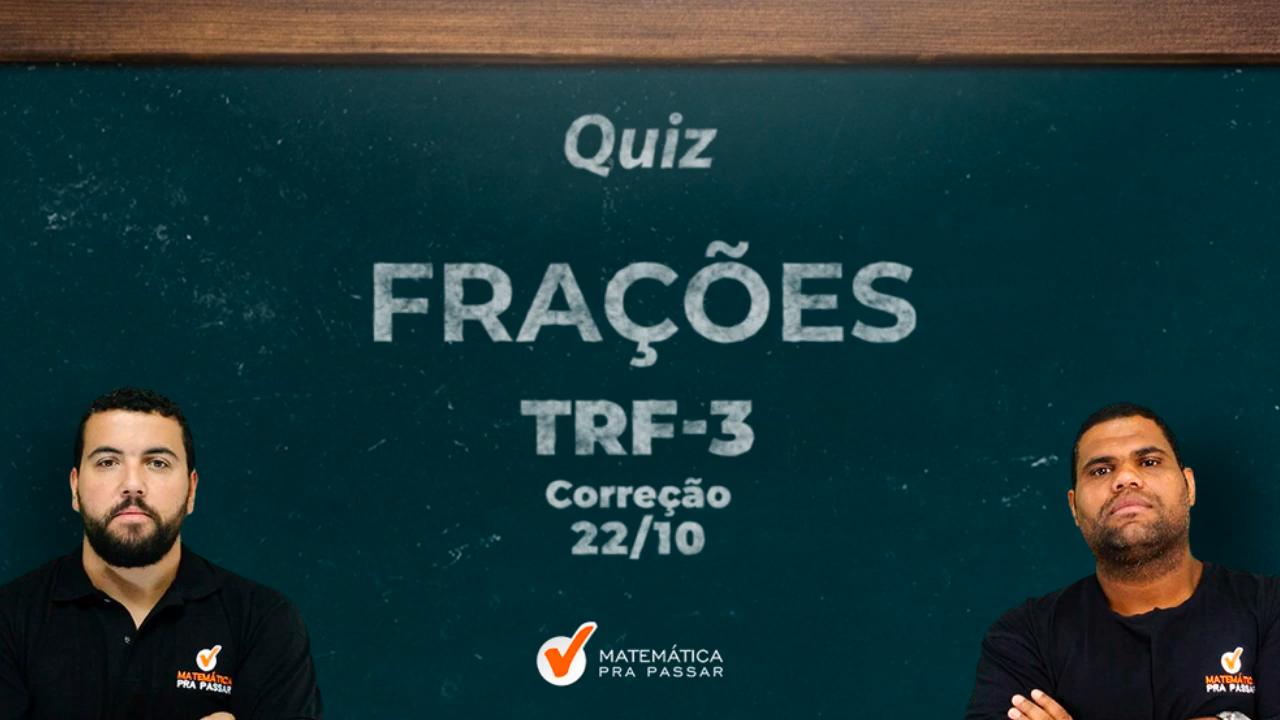 Quiz
FRAÇÕES
TRF-3
Correção
22/10
MATEMÁTICA
PRA PASSAR
MATEMÁTICA
PRA PASSAR
MATEMÁTICA
PRA PASSAR